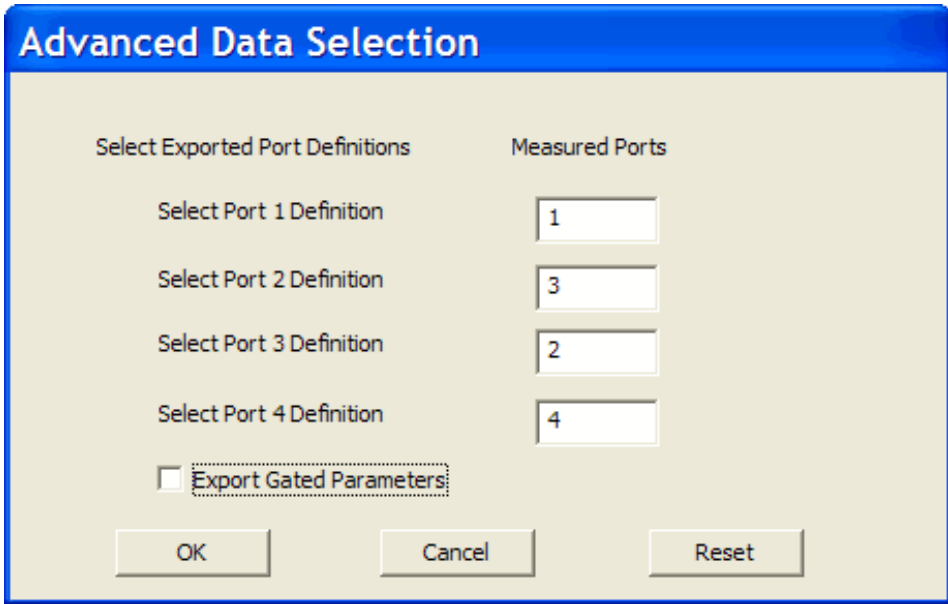 Advanced Data Selection
Select Exported Port Definitions Measured Ports
Select Port 1 Definition 1
Select Port 2 Definition 3
Select Port 3 Definition 2
Select Port 4 Definition 4
Export Gated Parameters
OK Cancel Reset